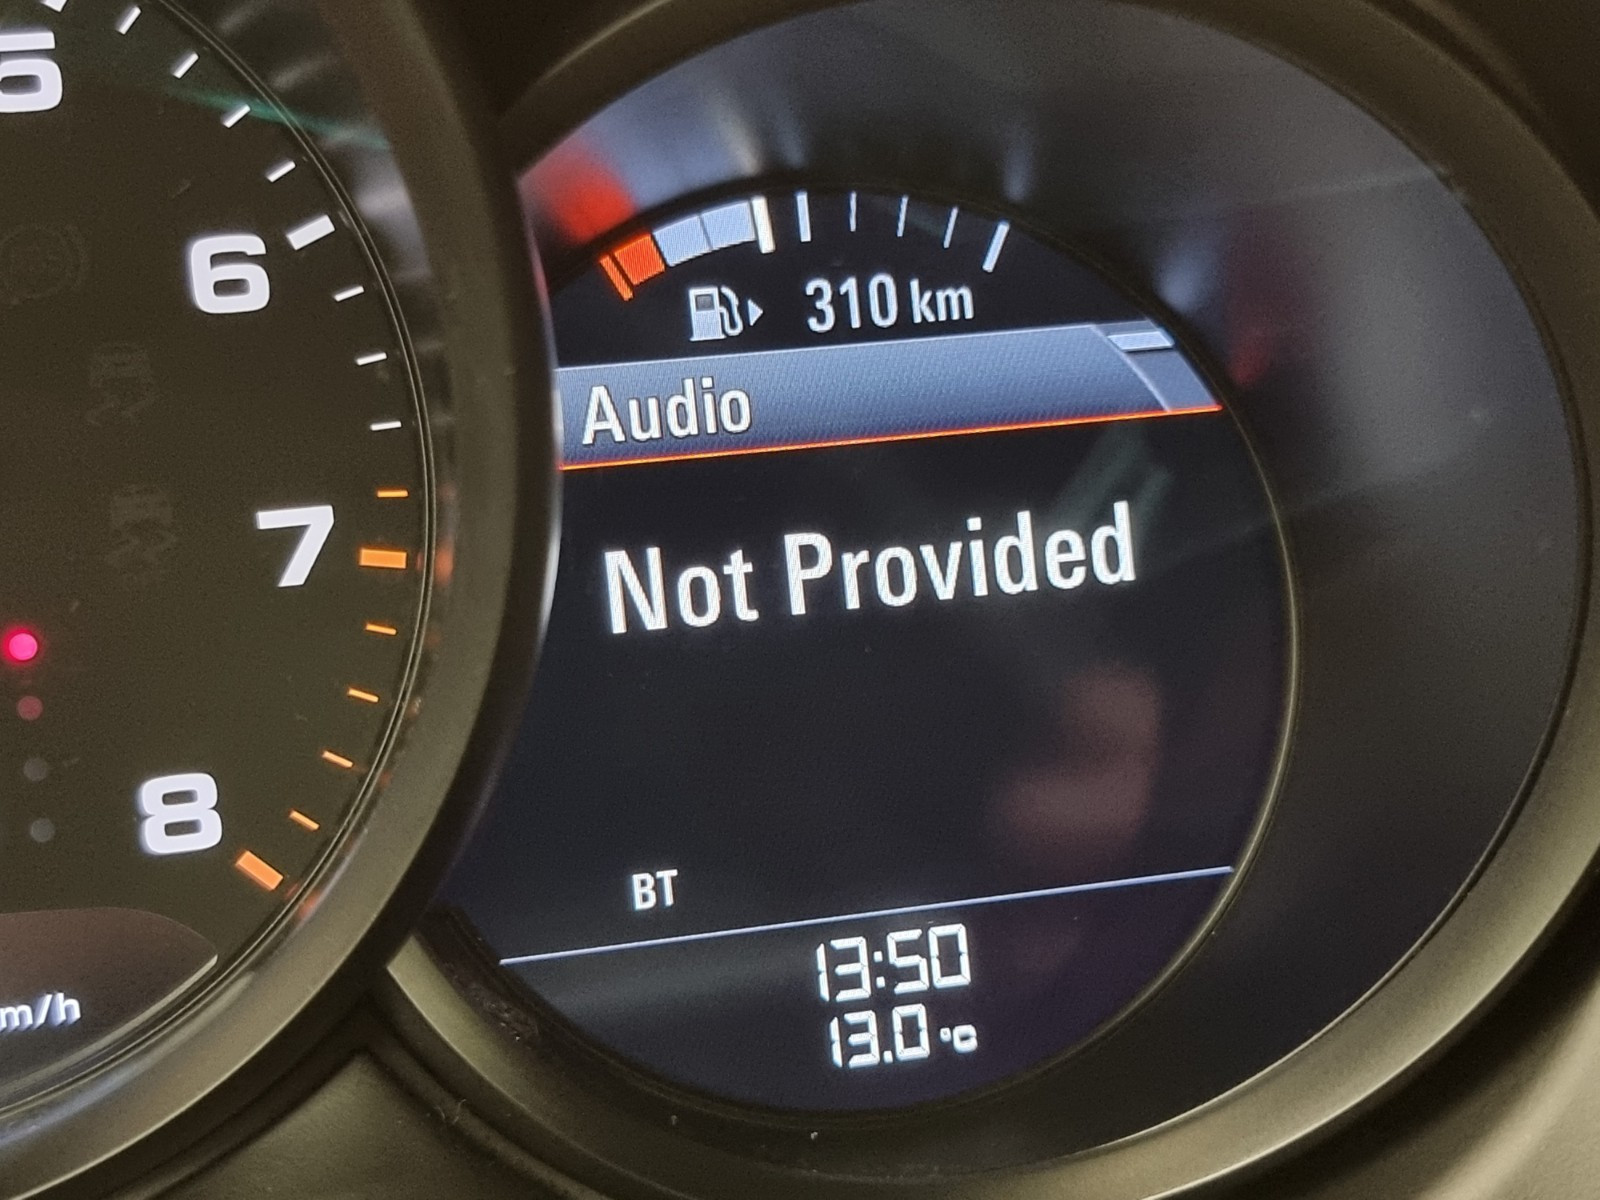 5
6
7
8
m/h
310 km
Audio
Not Provided
BT
13:50
13.0 °C